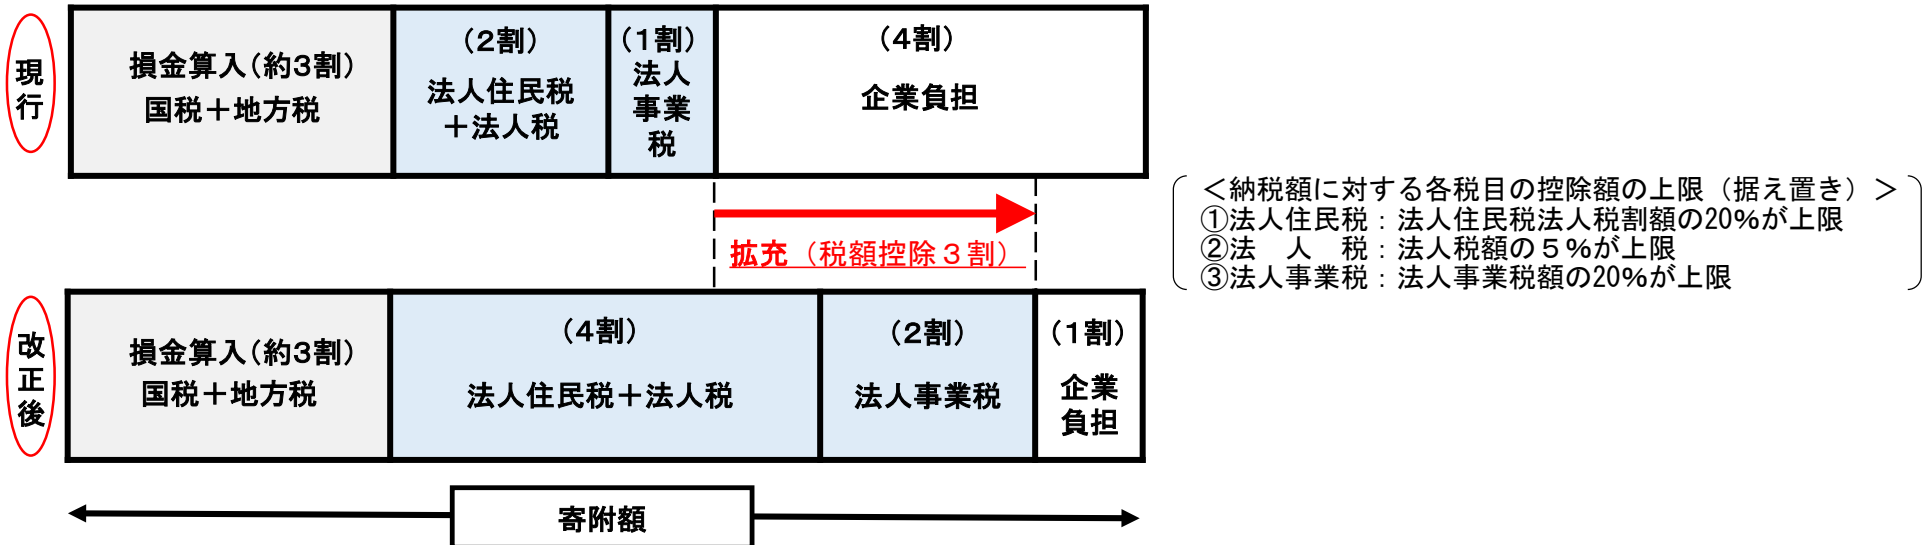 現行
損金算入(約3割)
国税＋地方税
(2割)
法人住民税
＋法人税
(1割)
法人
事業
税
(4割)
企業負担
拡充（税額控除３割）
＜納税額に対する各税目の控除額の上限（据え置き）＞
①法人住民税：法人住民税法人税割額の20%が上限
②法　人　税：法人税額の５%が上限
③法人事業税：法人事業税額の20%が上限
改正後
損金算入(約3割)
国税＋地方税
(4割)
法人住民税＋法人税
(2割)
法人事業税
(1割)
企業
負担
寄附額